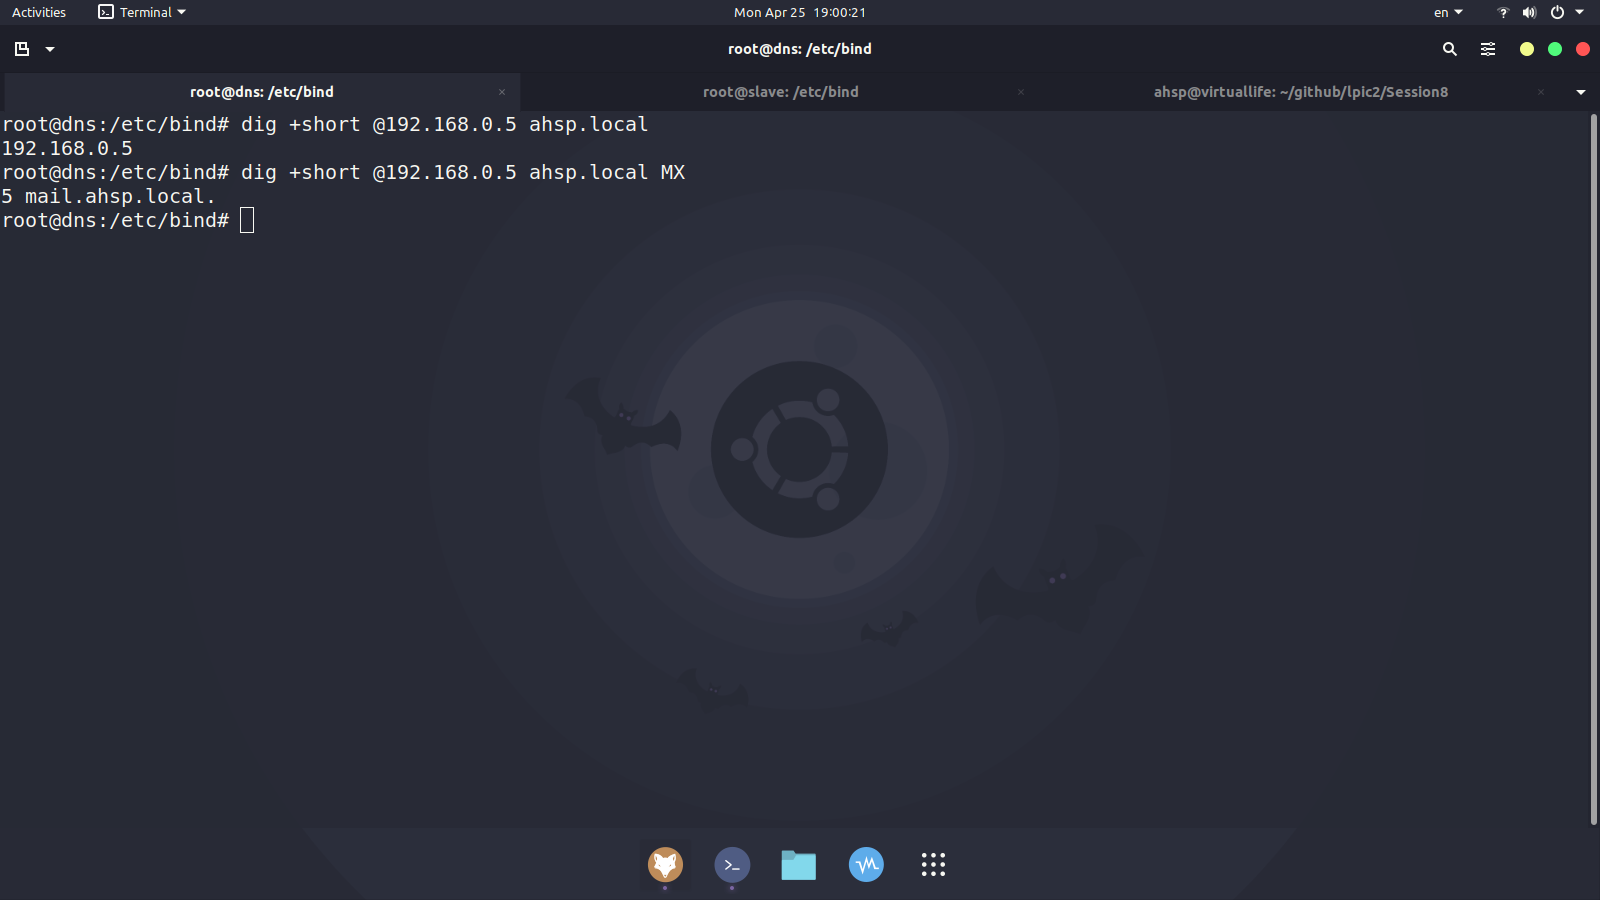 Activities Terminal Mon Apr 25 19:00:21 en
root@dns: /etc/bind
root@dns: /etc/bind × root@slave: /etc/bind × ahsp@virtuallife: ~/github/lpic2/Session8 ×
root@dns:/etc/bind# dig +short @192.168.0.5 ahsp.local
192.168.0.5
root@dns:/etc/bind# dig +short @192.168.0.5 ahsp.local MX
5 mail.ahsp.local.
root@dns:/etc/bind#